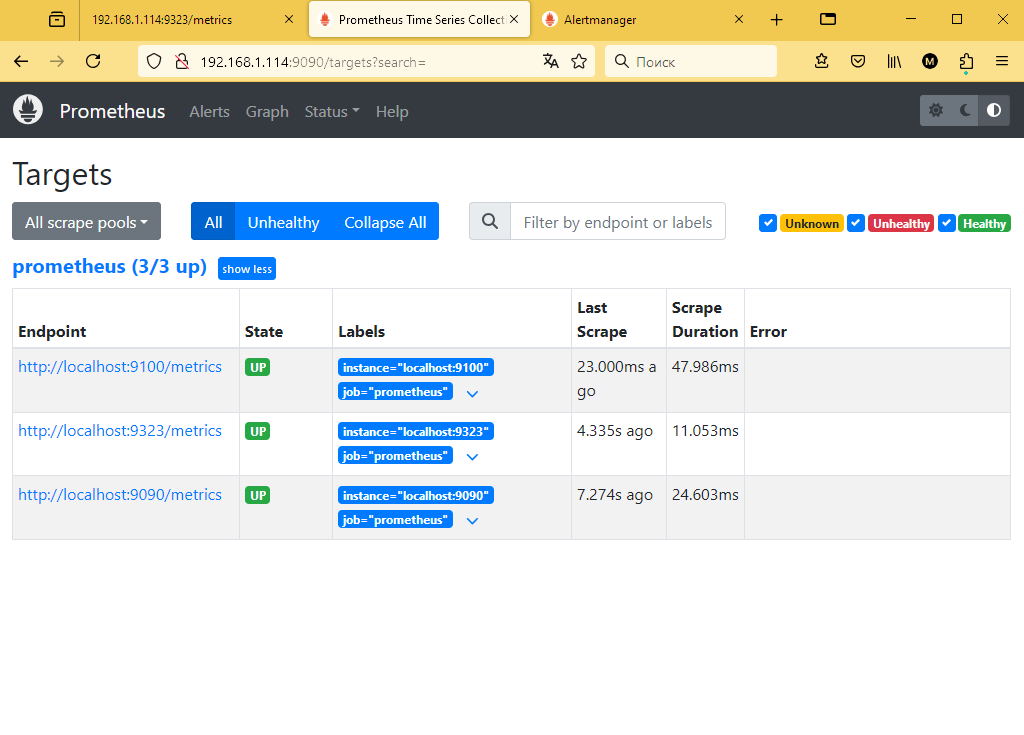 192.168.1.114:9323/metrics
Prometheus Time Series Collect
Alertmanager
192.168.1.114:9090/targets?search=
Поиск
M
Prometheus
Alerts
Graph
Status
Help
Targets
All scrape pools
All
Unhealthy
Collapse All
Filter by endpoint or labels
Unknown
Unhealthy
Healthy
prometheus (3/3 up)
show less
Endpoint
State
Labels
Last
Scrape
Scrape
Duration
Error
http://localhost:9100/metrics
UP
instance="localhost:9100"
job="prometheus"
23.000ms a
go
47.986ms
http://localhost:9323/metrics
UP
instance="localhost:9323"
job="prometheus"
4.335s ago
11.053ms
http://localhost:9090/metrics
UP
instance="localhost:9090"
job="prometheus"
7.274s ago
24.603ms